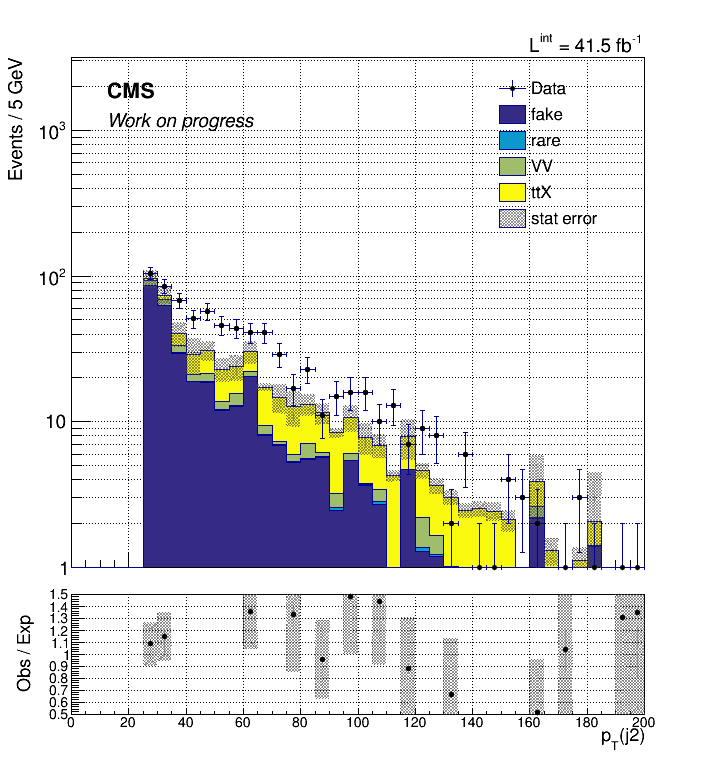 L^int = 41.5 fb^-1
Events / 5 GeV
CMS
Work on progress
Data
fake
rare
VV
ttX
stat error
10^3
10^2
10
1
Obs / Exp
1.5
1.4
1.3
1.2
1.1
1
0.9
0.8
0.7
0.6
0.5
0 20 40 60 80 100 120 140 160 180 200
p_T(j2)